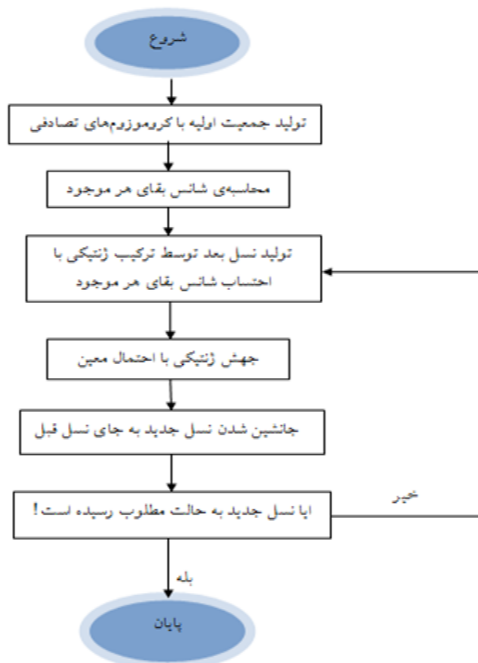 شروع
تولید جمعیت اولیه با کروموزوم‌های تصادفی
محاسبه‌ی شانس بقای هر موجود
تولید نسل بعد توسط ترکیب ژنتیکی با
احتساب شانس بقای هر موجود
جهش ژنتیکی با احتمال معین
جانشین شدن نسل جدید به جای نسل قبل
ایا نسل جدید به حالت مطلوب رسیده است!
خیر
بله
پایان